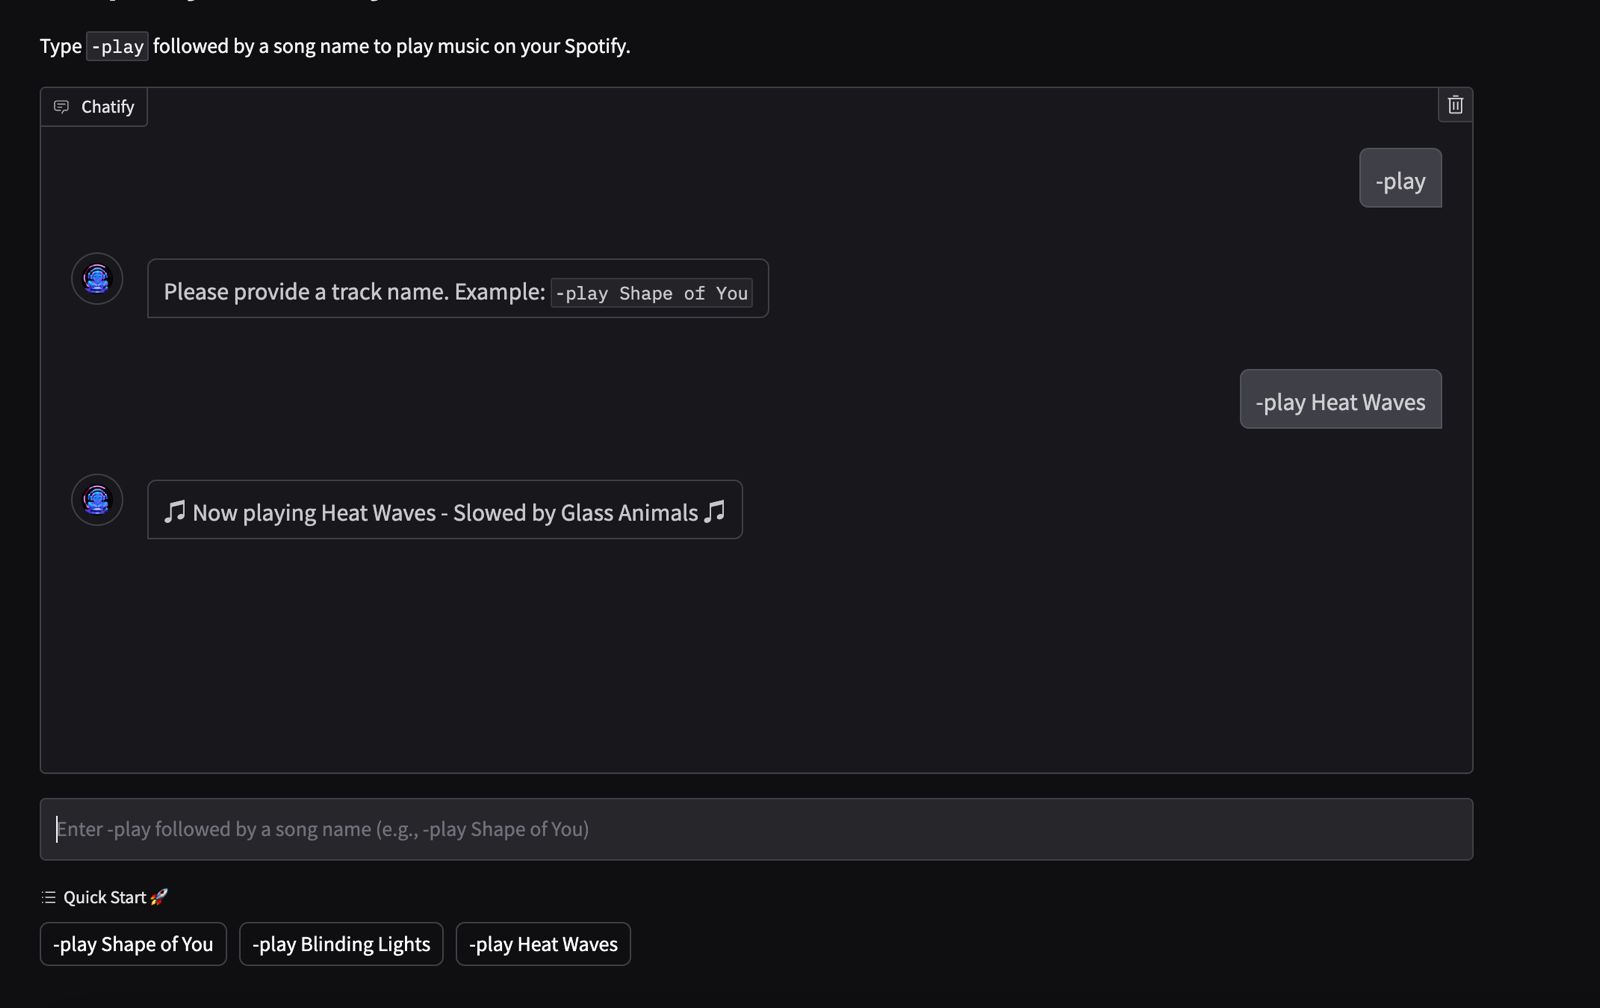 Type -play followed by a song name to play music on your Spotify.
Chatify
-play
Please provide a track name. Example: -play Shape of You
-play Heat Waves
🎵 Now playing Heat Waves - Slowed by Glass Animals 🎵
Enter -play followed by a song name (e.g., -play Shape of You)
Quick Start 🚀
-play Shape of You
-play Blinding Lights
-play Heat Waves